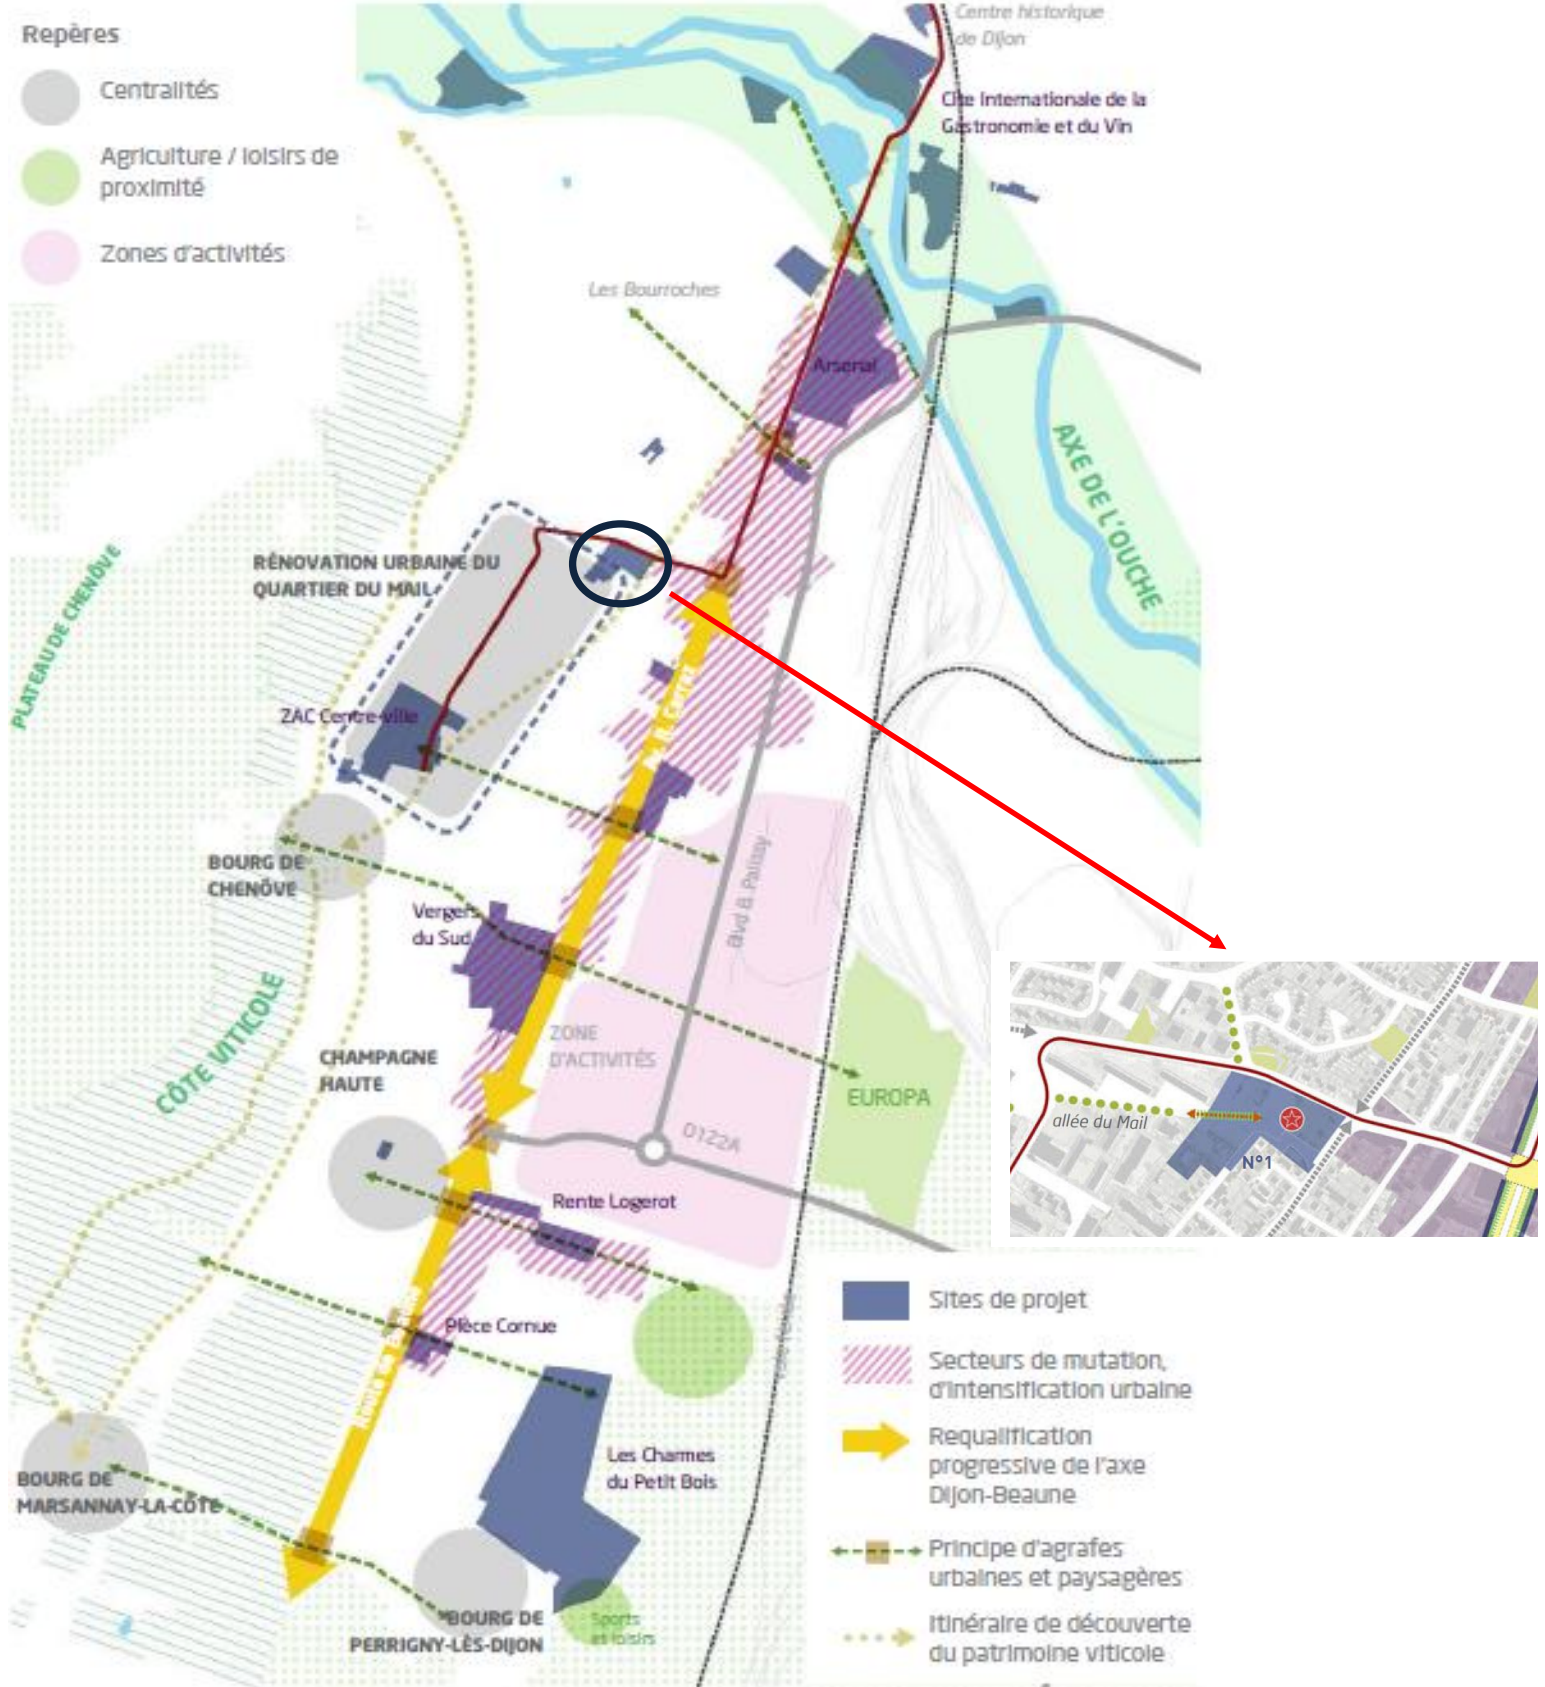 Repères
Centralités
Agriculture / loisirs de
proximité
Zones d'activités
Centre historique
de Dijon
Cite Internationale de la
Gastronomie et du Vin
Les Bourroches
Arsenal
AXE DE L'OUCHE
PLATEAU DE CHENÔVE
RÉNOVATION URBAINE DU
QUARTIER DU MAIL
ZAC Centre-ville
BOURG DE
CHENÔVE
Blvd B. Palissy
Vergers
du Sud
CÔTE VITICOLE
ZONE
D'ACTIVITÉS
CHAMPAGNE
HAUTE
EUROPA
D122A
allée du Mail
N°1
Rente Logerot
Pièce Cornue
Les Charmes
du Petit Bois
BOURG DE
MARSANNAY-LA-CÔTE
BOURG DE
PERRIGNY-LÈS-DIJON
Sports
et loisirs
Sites de projet
Secteurs de mutation,
d'intensification urbaine
Requalification
progressive de l'axe
Dijon-Beaune
Principe d'agrafes
urbaines et paysagères
Itinéraire de découverte
du patrimoine viticole